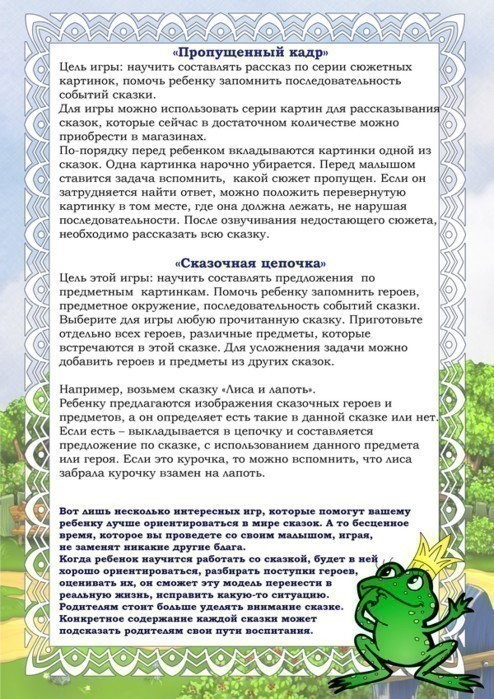 «Пропущенный кадр»
Цель игры: научить составлять рассказ по серии сюжетных
картинок, помочь ребенку запомнить последовательность
событий сказки.
Для игры можно использовать серии картин для рассказывания
сказок, которые сейчас в достаточном количестве можно
приобрести в магазинах.
По-порядку перед ребенком вкладываются картинки одной из
сказок. Одна картинка нарочно убирается. Перед малышом
ставится задача вспомнить,  какой сюжет пропущен. Если он
затрудняется найти ответ, можно положить перевернутую
картинку в том месте, где она должна лежать, не нарушая
последовательности. После озвучивания недостающего сюжета,
необходимо рассказать всю сказку.
«Сказочная цепочка»
Цель этой игры: научить составлять предложения  по
предметным  картинкам. Помочь ребенку запомнить героев,
предметное окружение, последовательность событий сказки.
Выберите для игры любую прочитанную сказку. Приготовьте
отдельно всех героев, различные предметы, которые
встречаются в этой сказке. Для усложнения задачи можно
добавить героев и предметы из других сказок.
Например, возьмем сказку «Лиса и лапоть».
Ребенку предлагаются изображения сказочных героев и
предметов, а он определяет есть такие в данной сказке или нет.
Если есть – выкладывается в цепочку и составляется
предложение по сказке, с использованием данного предмета
или героя. Если это курочка, то можно вспомнить, что лиса
забрала курочку взамен на лапоть.
Вот лишь несколько интересных игр, которые помогут вашему
ребенку лучше ориентироваться в мире сказок. А то бесценное
время, которое вы проведете со своим малышом, играя,
не заменят никакие другие блага.
Когда ребенок научится работать со сказкой, будет в ней
хорошо ориентироваться, разбирать поступки героев,
оценивать их, он сможет эту модель перенести в
реальную жизнь, исправить какую-то ситуацию.
Родителям стоит больше уделять внимание сказке.
Конкретное содержание каждой сказки может
подсказать родителям свои пути воспитания.